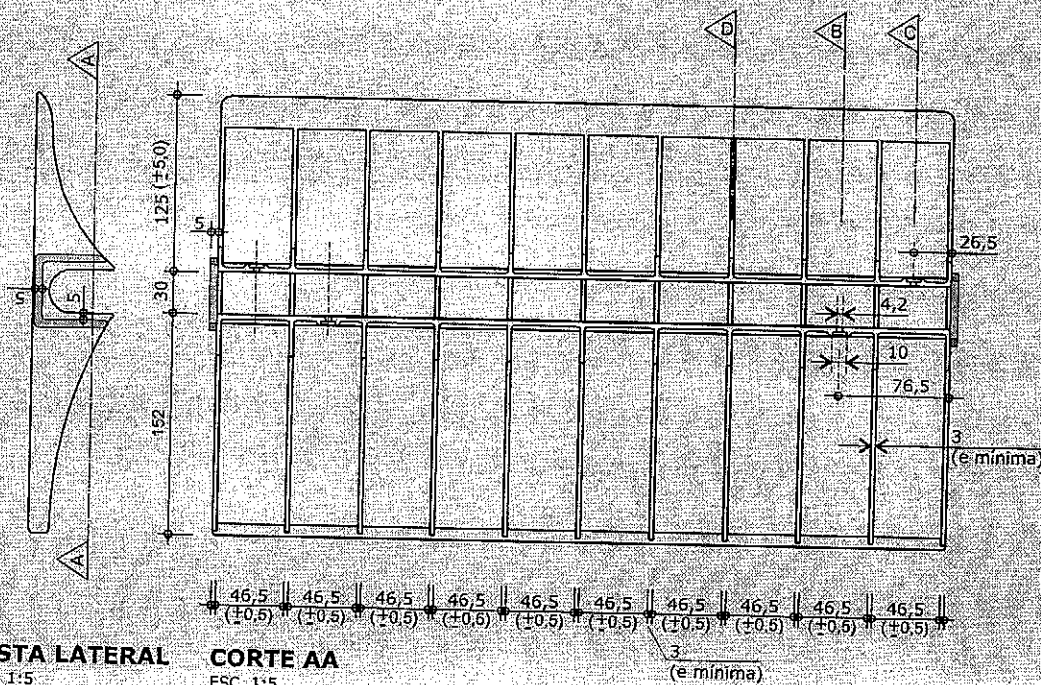 A
D
B
C
125 (±5,0)
5
26,5
30
5
5
4,2
10
76,5
152
3
(e mínima)
A
46,5 46,5 46,5 46,5 46,5 46,5 46,5 46,5 46,5 46,5
(±0,5) (±0,5) (±0,5) (±0,5) (±0,5) (±0,5) (±0,5) (±0,5) (±0,5) (±0,5)
3
(e mínima)
STA LATERAL CORTE AA
1:5 ESC. 1:5